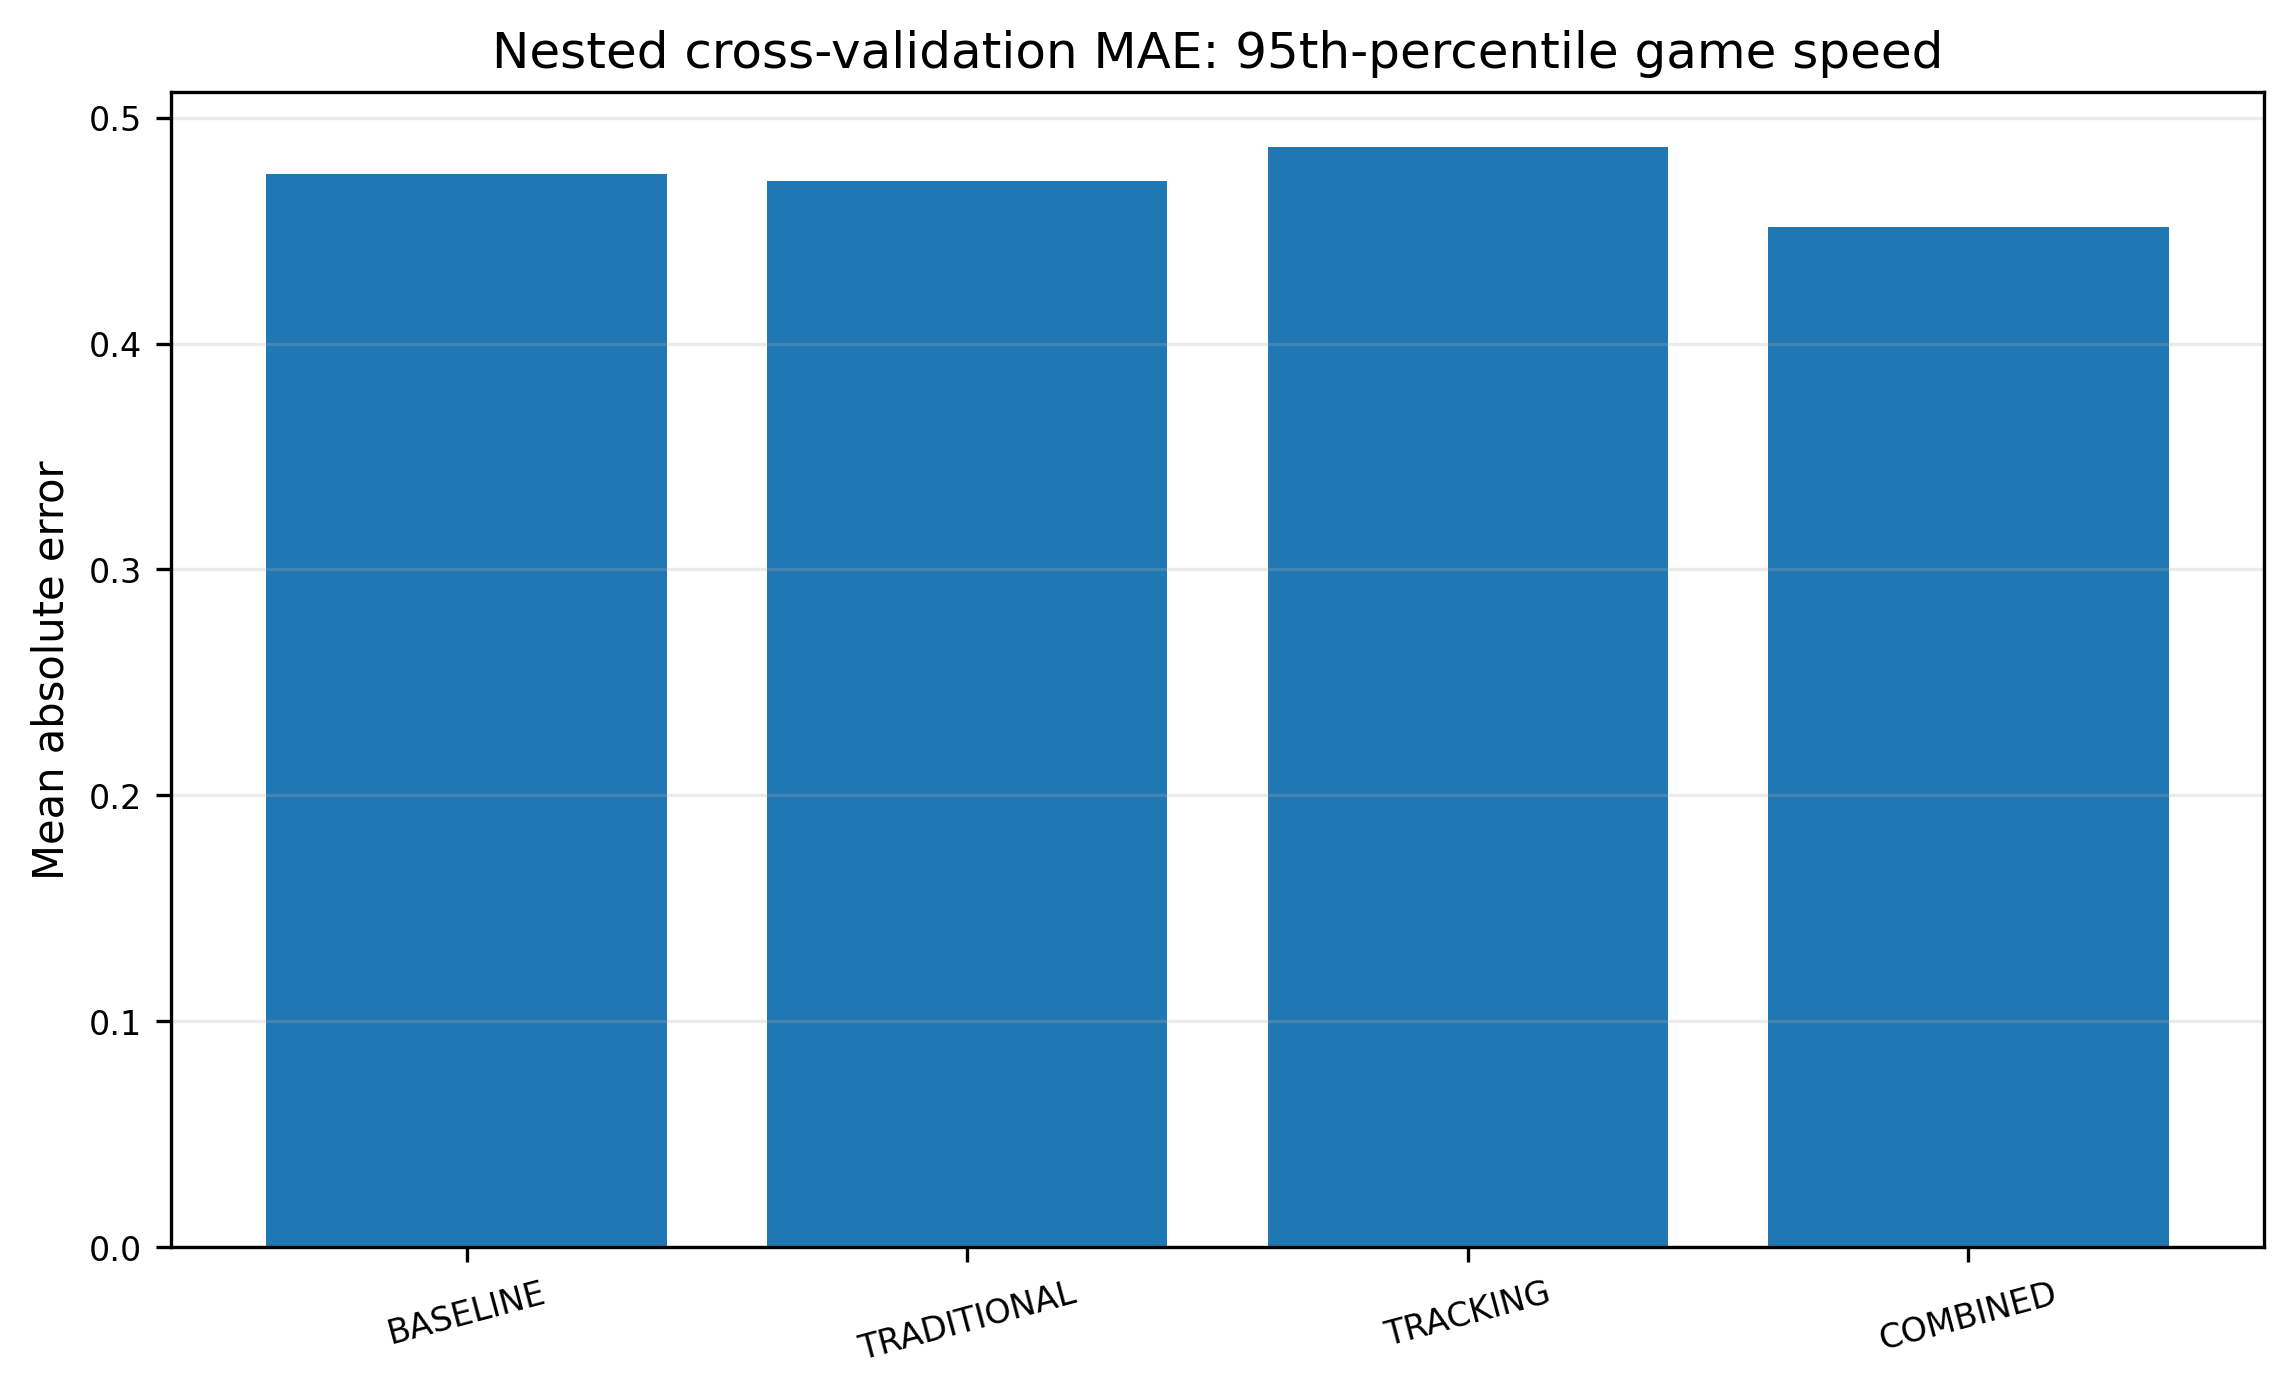 Nested cross-validation MAE: 95th-percentile game speed
Mean absolute error
0.5
0.4
0.3
0.2
0.1
0.0
BASELINE
TRADITIONAL
TRACKING
COMBINED